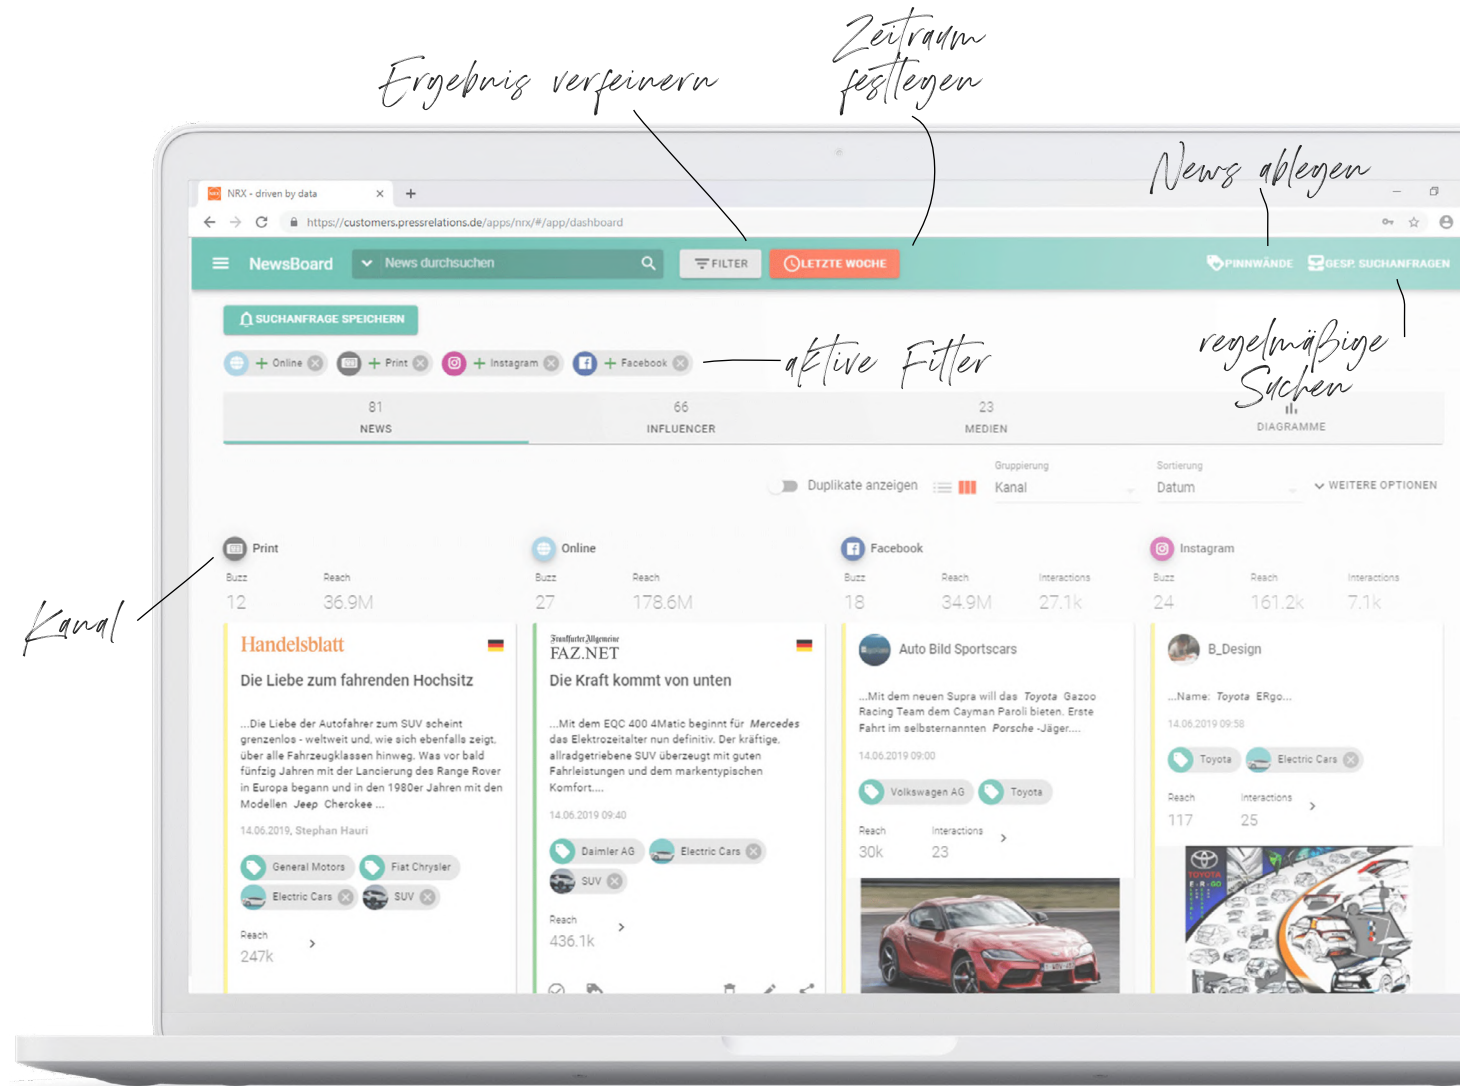 Zeitraum
festlegen
Ergebnis verfeinern
News ablegen
NRX - driven by data
https://customers.pressrelations.de/apps/nrx/#/app/dashboard
NewsBoard
News durchsuchen
FILTER
LETZTE WOCHE
PINNWÄNDE
GESP. SUCHANFRAGEN
SUCHANFRAGE SPEICHERN
+ Online
+ Print
+ Instagram
+ Facebook
aktive Filter
regelmäßige
Suchen
81
NEWS
66
INFLUENCER
23
MEDIEN
DIAGRAMME
Duplikate anzeigen
Gruppierung
Kanal
Sortierung
Datum
WEITERE OPTIONEN
Kanal
Print
Buzz Reach
12 36.9M
Handelsblatt
Die Liebe zum fahrenden Hochsitz
...Die Liebe der Autofahrer zum SUV scheint
grenzenlos - weltweit und, wie sich ebenfalls zeigt,
über alle Fahrzeugklassen hinweg. Was vor bald
fünfzig Jahren mit der Lancierung des Range Rover
in Europa begann und in den 1980er Jahren mit den
Modellen Jeep Cherokee ...
14.06.2019, Stephan Hauri
General Motors Fiat Chrysler
Electric Cars SUV
Reach
247k
Online
Buzz Reach
27 178.6M
Frankfurter Allgemeine
FAZ.NET
Die Kraft kommt von unten
...Mit dem EQC 400 4Matic beginnt für Mercedes
das Elektrozeitalter nun definitiv. Der kräftige,
allradgetriebene SUV überzeugt mit guten
Fahrleistungen und dem markentypischen
Komfort....
14.06.2019 09:40
Daimler AG Electric Cars
SUV
Reach
436.1k
Facebook
Buzz Reach Interactions
18 34.9M 27.1k
Auto Bild Sportscars
...Mit dem neuen Supra will das Toyota Gazoo
Racing Team dem Cayman Paroli bieten. Erste
Fahrt im selbsternannten Porsche -Jäger....
14.06.2019 09:00
Volkswagen AG Toyota
Reach Interactions
30k 23
Instagram
Buzz Reach Interactions
24 161.2k 7.1k
B_Design
...Name: Toyota ERgo...
14.06.2019 09:58
Toyota Electric Cars
Reach Interactions
117 25
TOYOTA
E-R-GO